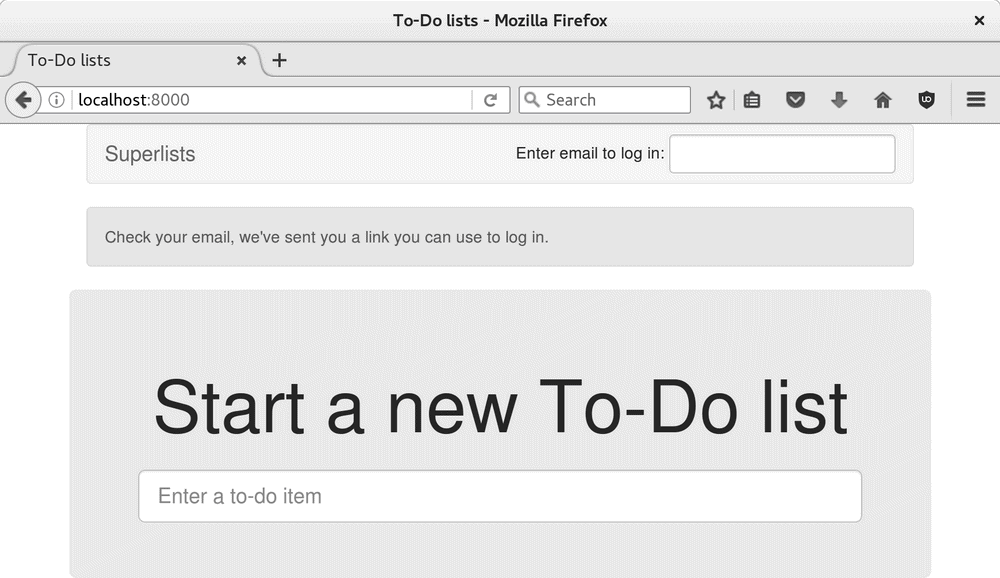 To-Do lists - Mozilla Firefox
To-Do lists
localhost:8000
Search
Superlists
Enter email to log in:
Check your email, we've sent you a link you can use to log in.
Start a new To-Do list
Enter a to-do item